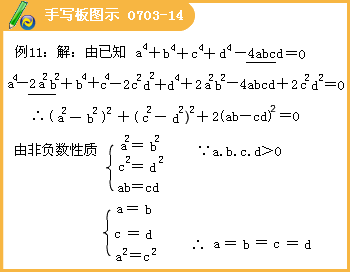 手写板图示 0703-14
例11：解：由已知 a⁴+b⁴+c⁴+d⁴-4abcd=0
a⁴-2a²b²+b⁴+c⁴-2c²d²+d⁴+2a²b²-4abcd+2c²d²=0
∴(a²-b²)²+(c²-d²)²+2(ab-cd)²=0
由非负数性质 a²=b² ∵a.b.c.d>0
c²=d²
ab=cd
a=b
c=d
a²=c² ∴ a=b=c=d